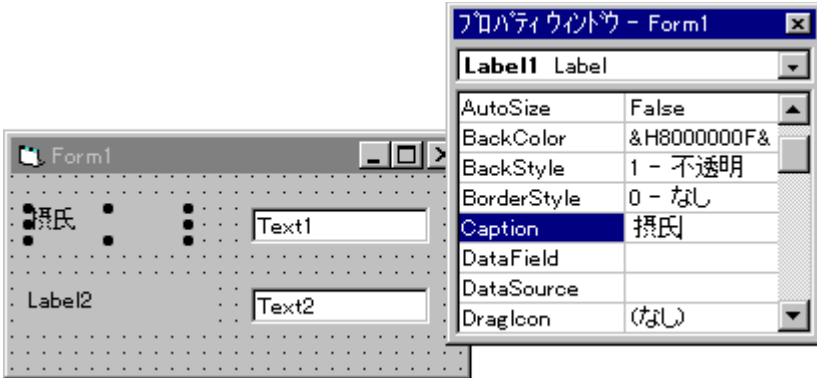 Form1
摂氏
Text1
Label2
Text2
プロパティ ウィンドウ - Form1
Label1 Label
AutoSize False
BackColor &H8000000F&
BackStyle 1 - 不透明
BorderStyle 0 - なし
Caption 摂氏
DataField
DataSource
DragIcon (なし)